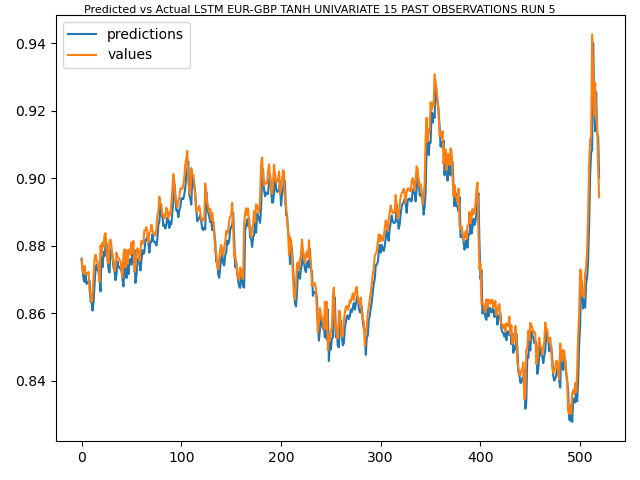 Predicted vs Actual LSTM EUR-GBP TANH UNIVARIATE 15 PAST OBSERVATIONS RUN 5
predictions
values
0.94
0.92
0.90
0.88
0.86
0.84
0 100 200 300 400 500